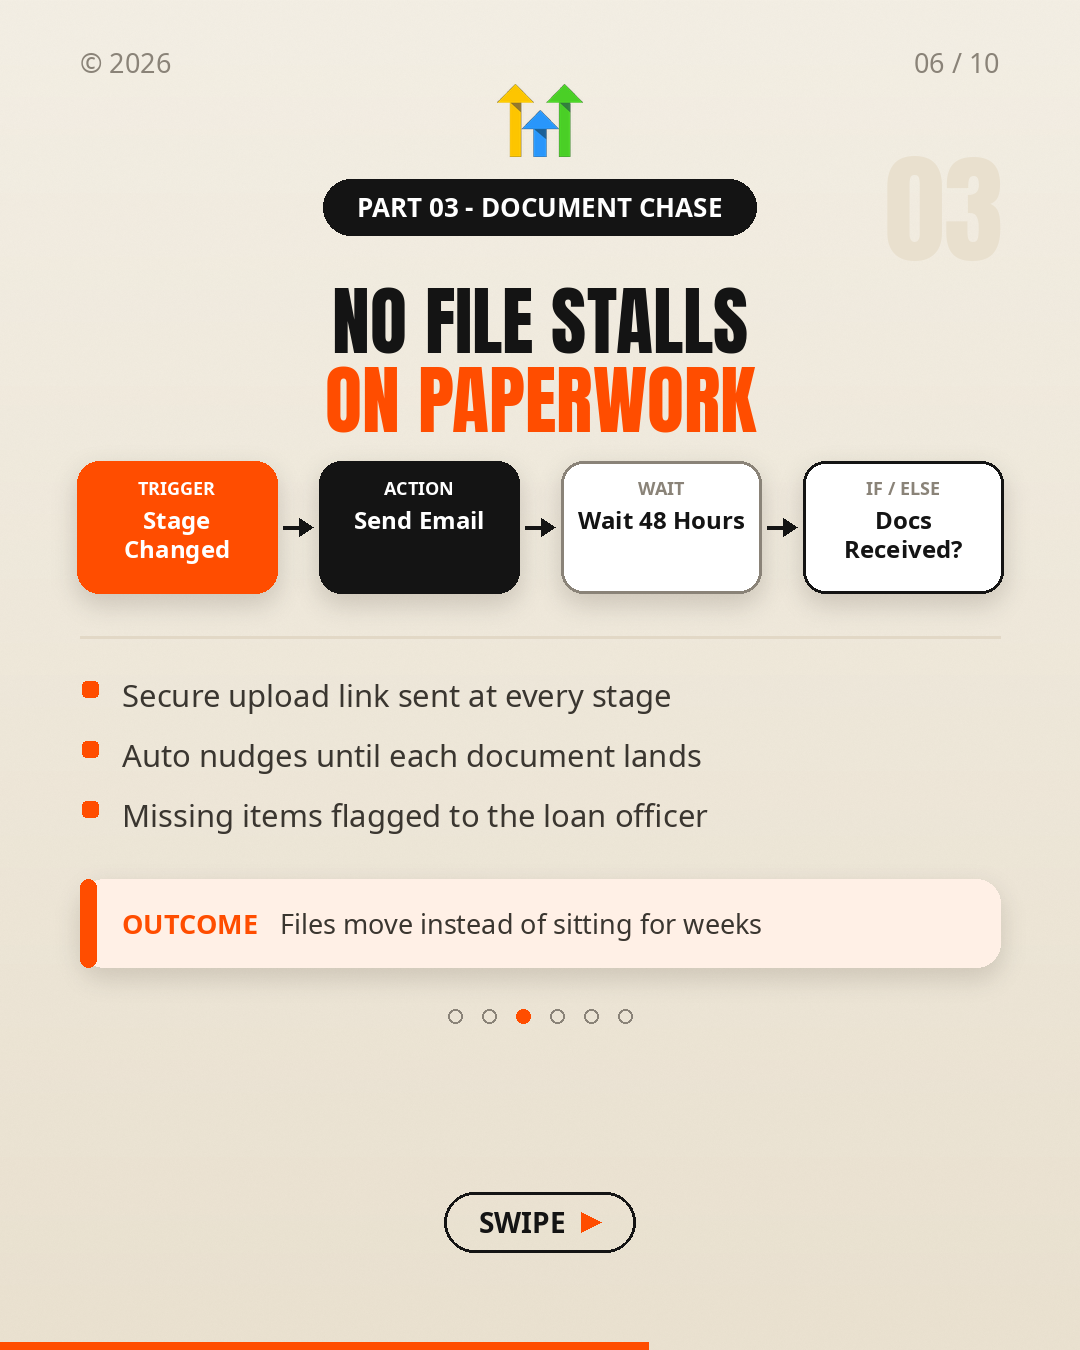 © 2026
06 / 10
03
PART 03 - DOCUMENT CHASE
NO FILE STALLS
ON PAPERWORK
TRIGGER
Stage
Changed
ACTION
Send Email
WAIT
Wait 48 Hours
IF / ELSE
Docs
Received?
Secure upload link sent at every stage
Auto nudges until each document lands
Missing items flagged to the loan officer
OUTCOME Files move instead of sitting for weeks
SWIPE